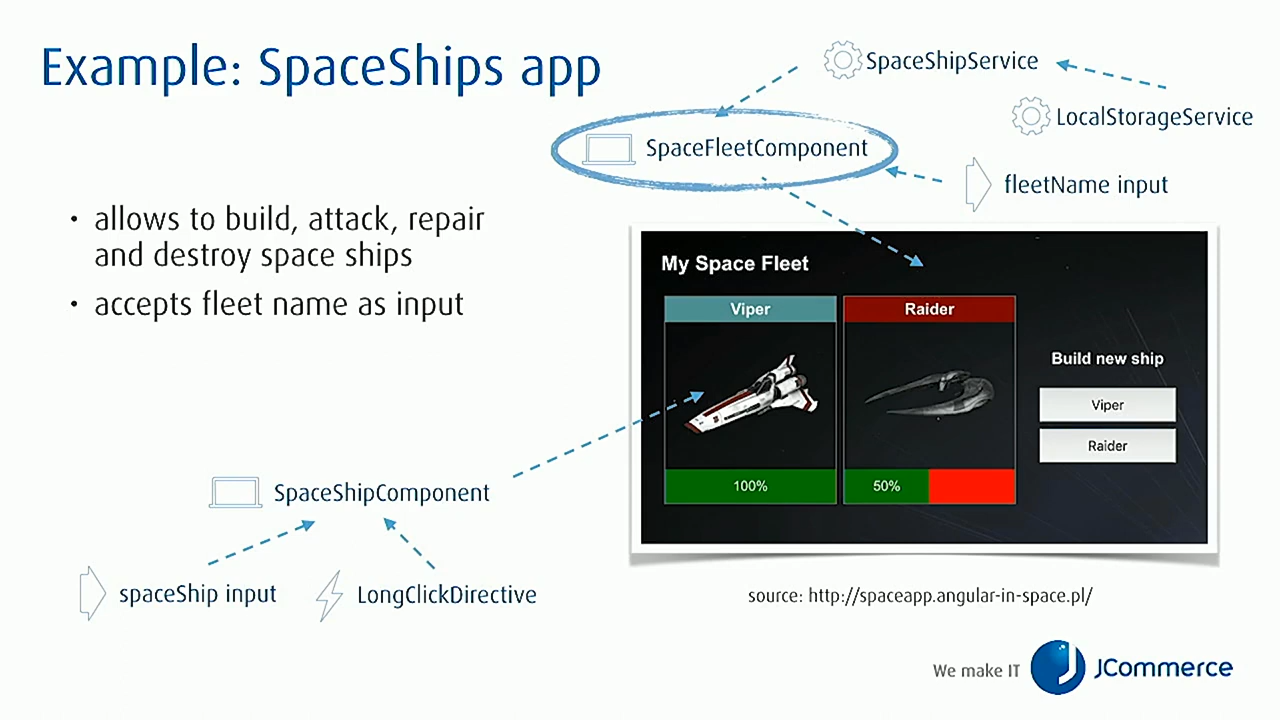 Example: SpaceShips app
SpaceShipService
LocalStorageService
SpaceFleetComponent
fleetName input
• allows to build, attack, repair
and destroy space ships
• accepts fleet name as input
My Space Fleet
Viper
Raider
Build new ship
Viper
Raider
100%
50%
SpaceShipComponent
spaceShip input
LongClickDirective
source: http://spaceapp.angular-in-space.pl/
We make IT
JCommerce